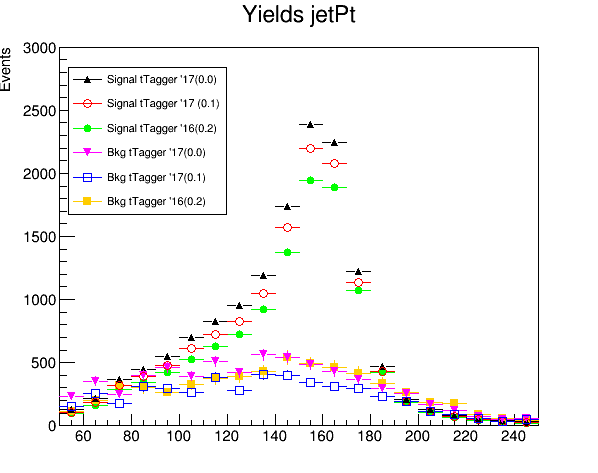 Yields jetPt
Events
3000
2500
2000
1500
1000
500
0
Signal tTagger '17(0.0)
Signal tTagger '17 (0.1)
Signal tTagger '16(0.2)
Bkg tTagger '17(0.0)
Bkg tTagger '17(0.1)
Bkg tTagger '16(0.2)
60 80 100 120 140 160 180 200 220 240